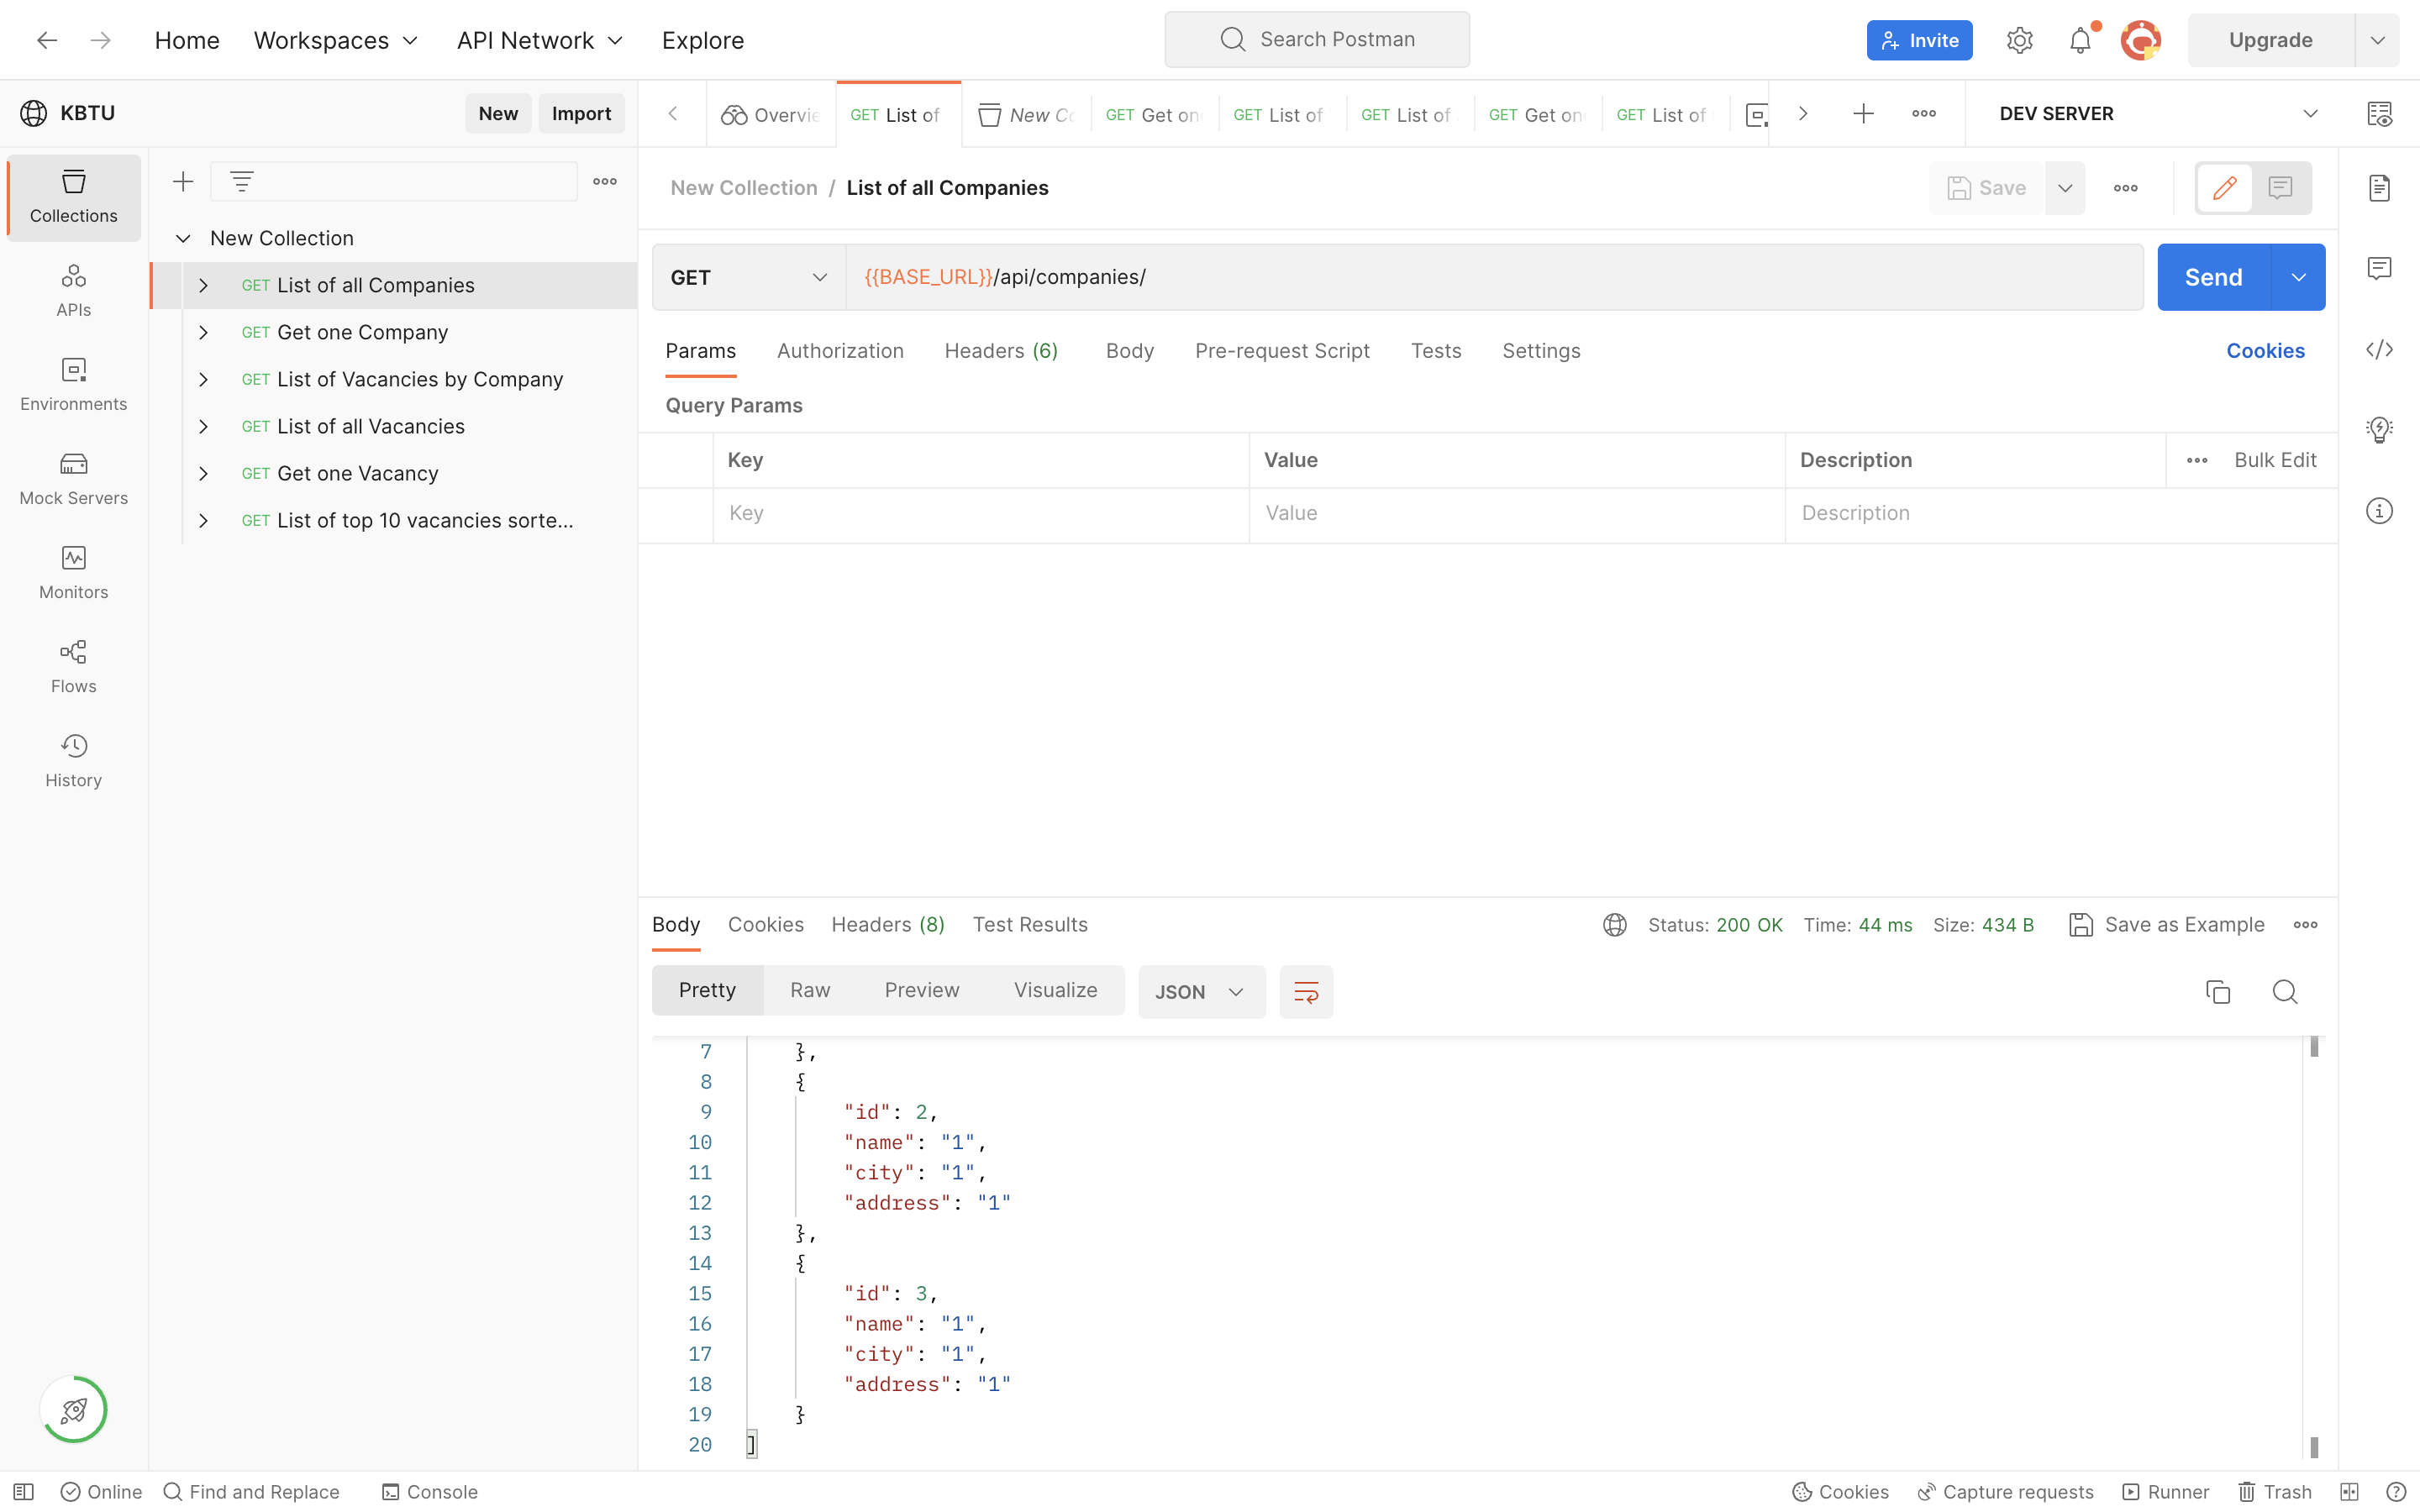 Home Workspaces API Network Explore Search Postman Invite Upgrade
KBTU New Import
Overvie GET List of New Co GET Get on GET List of GET List of GET Get on GET List of DEV SERVER
Collections
APIs
Environments
Mock Servers
Monitors
Flows
History
New Collection
GET List of all Companies
GET Get one Company
GET List of Vacancies by Company
GET List of all Vacancies
GET Get one Vacancy
GET List of top 10 vacancies sorte...
New Collection / List of all Companies Save
GET {{BASE_URL}}/api/companies/ Send
Params Authorization Headers (6) Body Pre-request Script Tests Settings Cookies
Query Params
Key Value Description Bulk Edit
Key Value Description
Body Cookies Headers (8) Test Results Status: 200 OK Time: 44 ms Size: 434 B Save as Example
Pretty Raw Preview Visualize JSON
7 },
8 {
9 "id": 2,
10 "name": "1",
11 "city": "1",
12 "address": "1"
13 },
14 {
15 "id": 3,
16 "name": "1",
17 "city": "1",
18 "address": "1"
19 }
20 ]
Online Find and Replace Console Cookies Capture requests Runner Trash